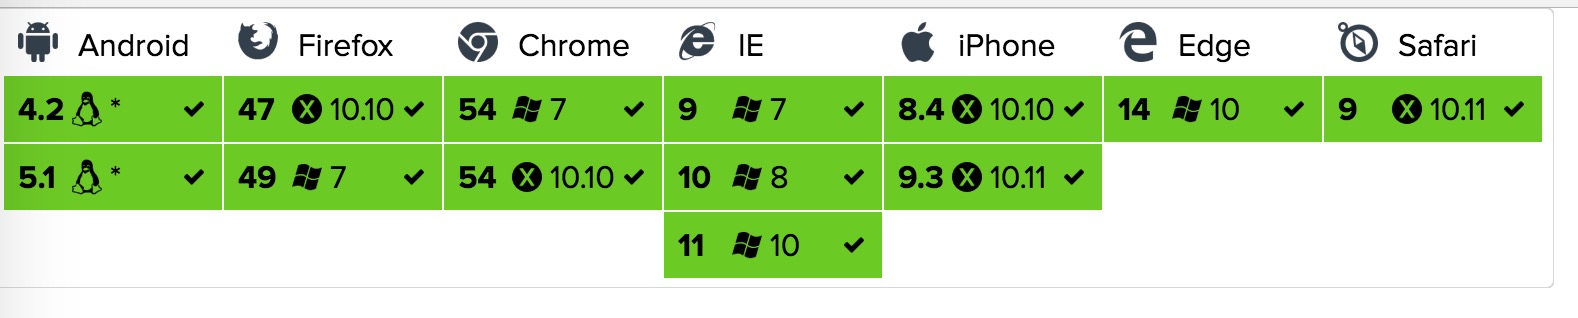 Android Firefox Chrome IE iPhone Edge Safari
4.2 * 47 X 10.10 54 7 9 7 8.4 X 10.10 14 10 9 X 10.11
5.1 * 49 7 54 X 10.10 10 8 9.3 X 10.11
11 10